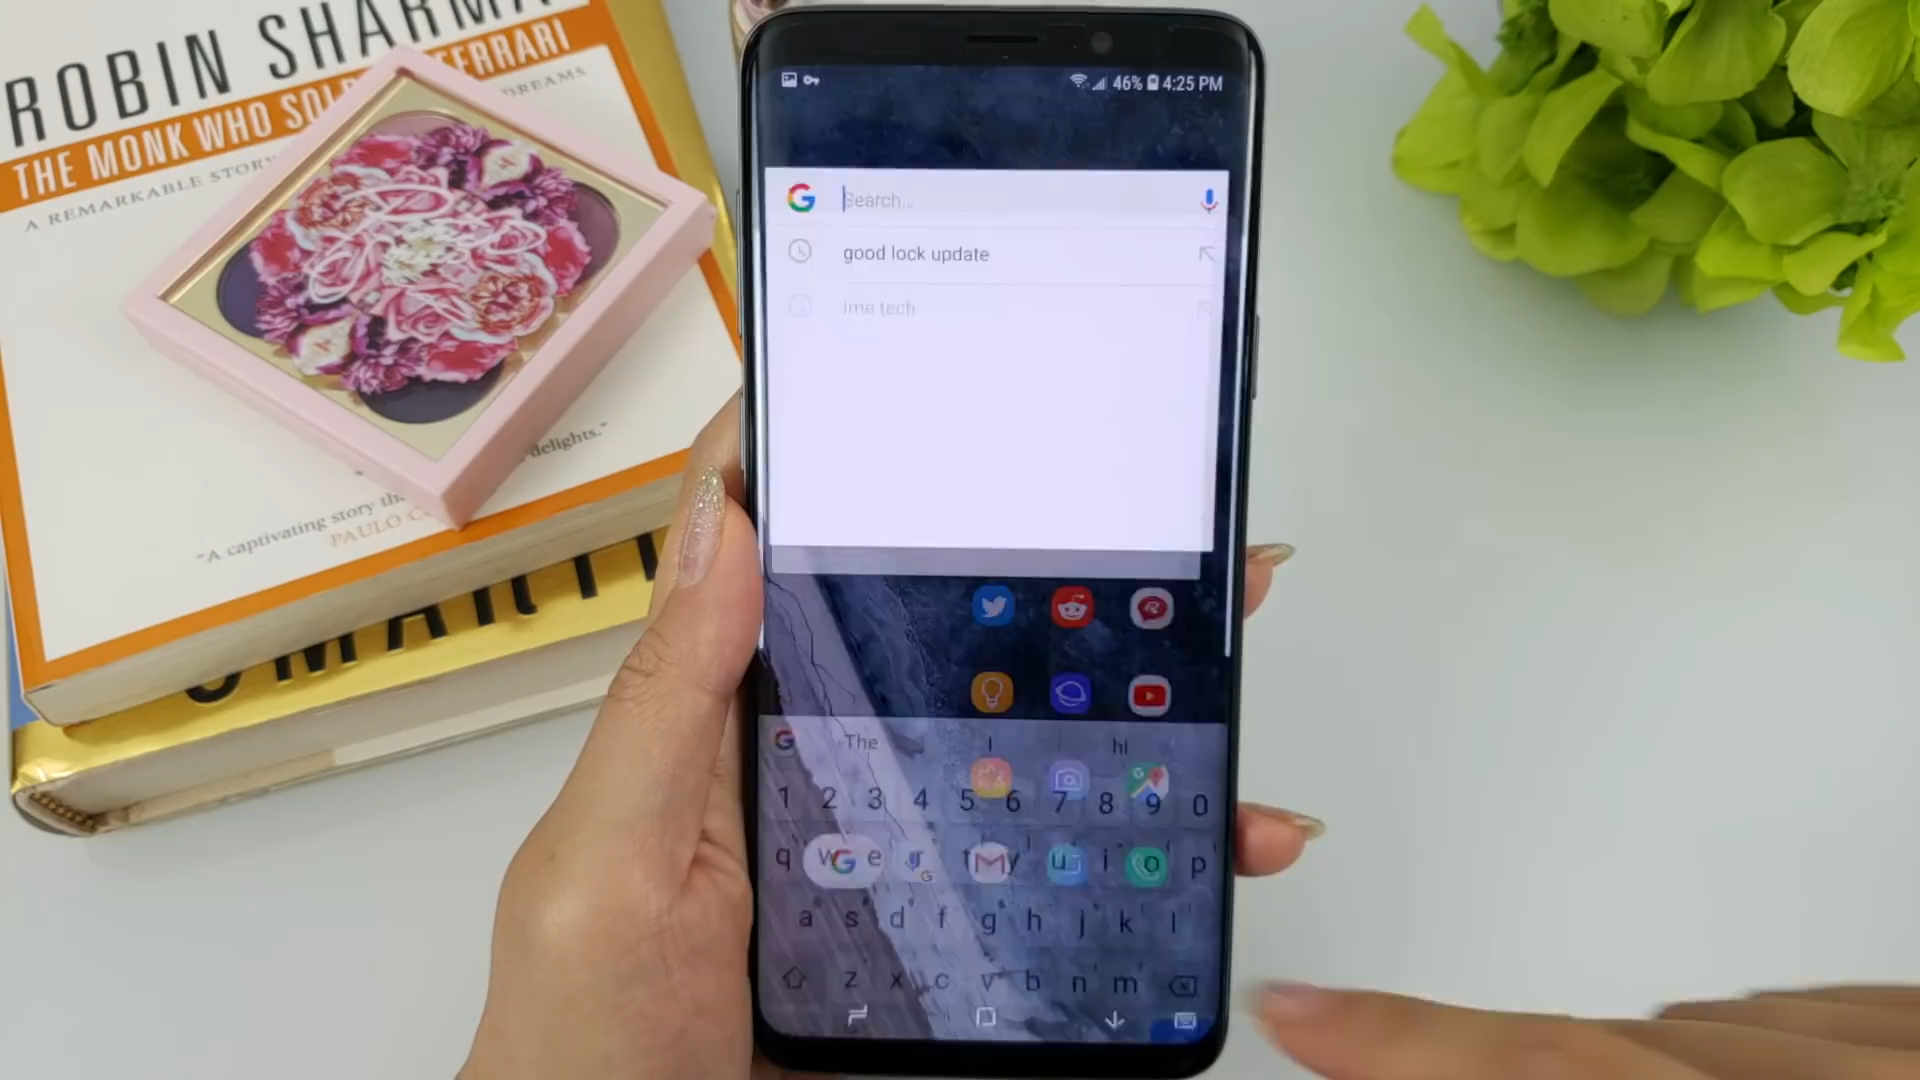 ROBIN SHARMA
THE MONK WHO SOLD FERRARI
A REMARKABLE STORY DREAMS
delights."
"A captivating story th
PAULO C
SMART
46% 4:25 PM
Search...
good lock update
ime tech
The I hi
1 2 3 4 5 6 7 8 9 0
q w e r t y u i o p
a s d f g h j k l
z x c v b n m